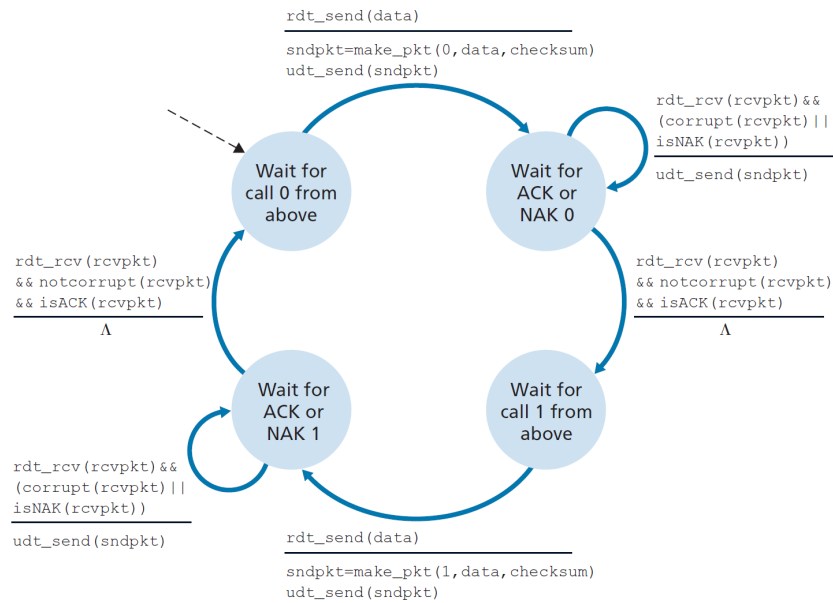 rdt_send(data)
sndpkt=make_pkt(0,data,checksum)
udt_send(sndpkt)
Wait for
call 0 from
above
Wait for
ACK or
NAK 0
rdt_rcv(rcvpkt)&&
(corrupt(rcvpkt)||
isNAK(rcvpkt))
udt_send(sndpkt)
rdt_rcv(rcvpkt)
&& notcorrupt(rcvpkt)
&& isACK(rcvpkt)
Λ
rdt_rcv(rcvpkt)
&& notcorrupt(rcvpkt)
&& isACK(rcvpkt)
Λ
Wait for
ACK or
NAK 1
Wait for
call 1 from
above
rdt_rcv(rcvpkt)&&
(corrupt(rcvpkt)||
isNAK(rcvpkt))
udt_send(sndpkt)
rdt_send(data)
sndpkt=make_pkt(1,data,checksum)
udt_send(sndpkt)